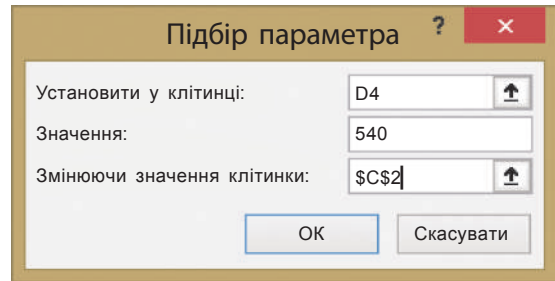 Підбір параметра ? ×
Установити у клітинці: D4
Значення: 540
Змінюючи значення клітинки: $C$2
ОК Скасувати